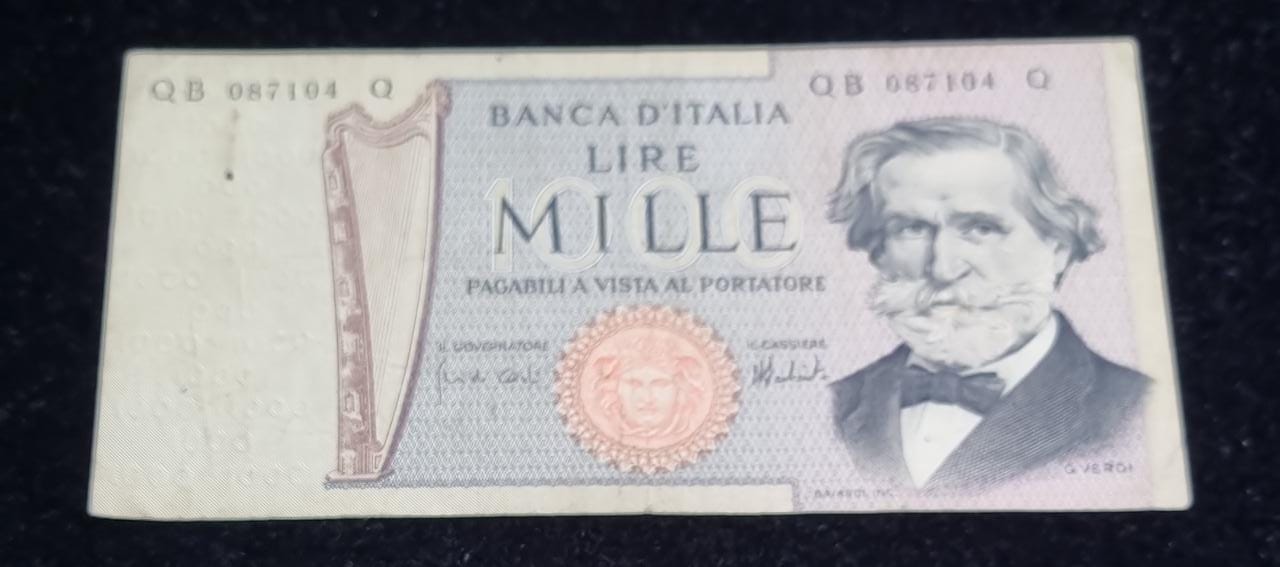 QB 087104 Q
QB 087104 Q
BANCA D'ITALIA
LIRE
1000
MILLE
PAGABILI A VISTA AL PORTATORE
IL GOVERNATORE
IL CASSIERE
G. VERDI